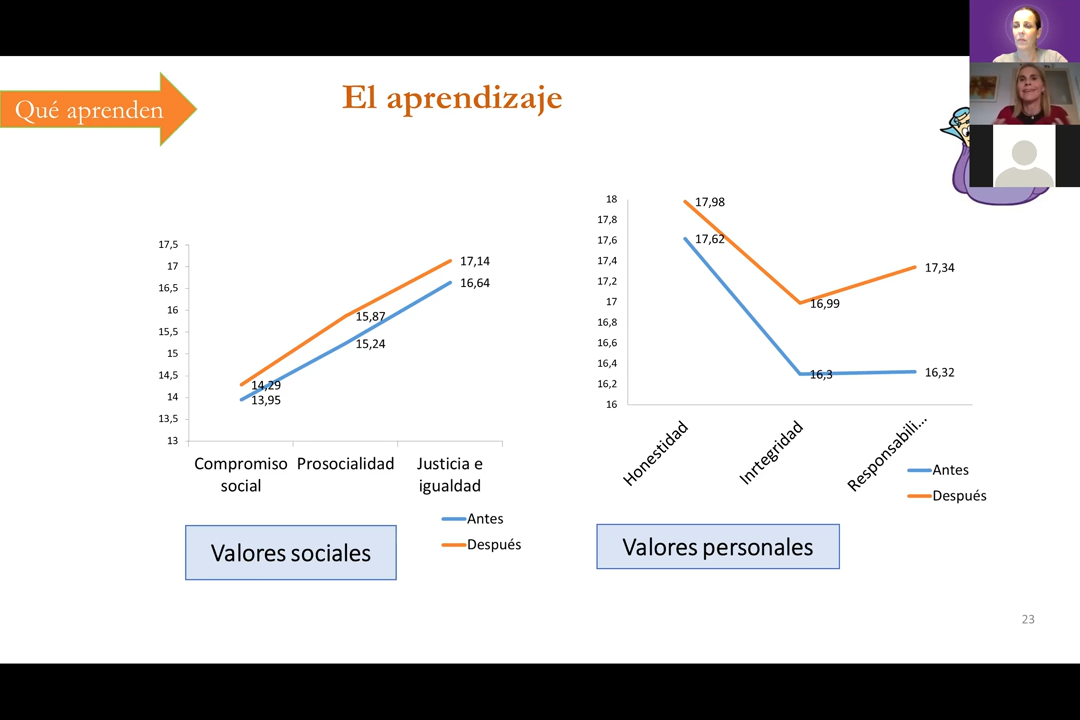 Qué aprenden
El aprendizaje
17,5
17
16,5
16
15,5
15
14,5
14
13,5
13
17,14
16,64
15,87
15,24
14,29
13,95
Compromiso social
Prosocialidad
Justicia e igualdad
Antes
Después
Valores sociales
18
17,8
17,6
17,4
17,2
17
16,8
16,6
16,4
16,2
16
17,98
17,62
16,99
16,3
17,34
16,32
Honestidad
Inrtegridad
Responsabili...
Antes
Después
Valores personales
23